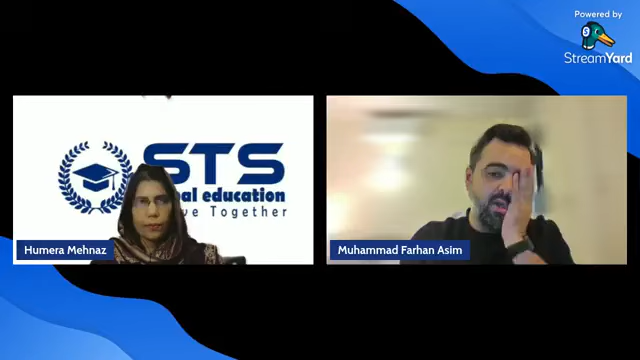 Powered by
StreamYard
STS
al education
ve Together
Humera Mehnaz
Muhammad Farhan Asim